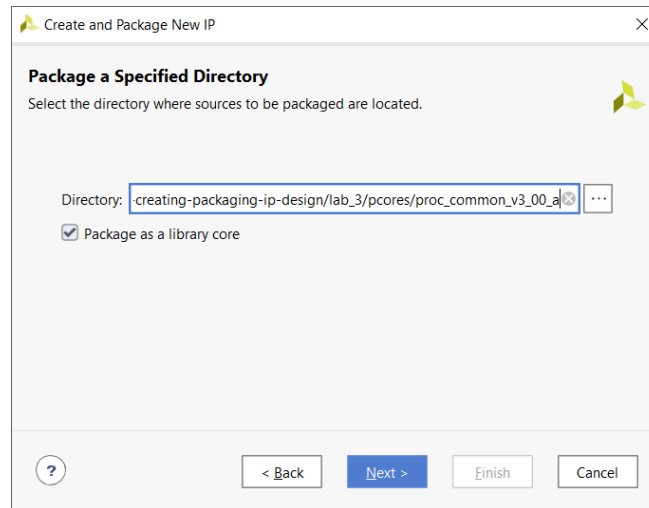 Create and Package New IP
Package a Specified Directory
Select the directory where sources to be packaged are located.
Directory: -creating-packaging-ip-design/lab_3/pcores/proc_common_v3_00_a ...
Package as a library core
? < Back Next > Finish Cancel